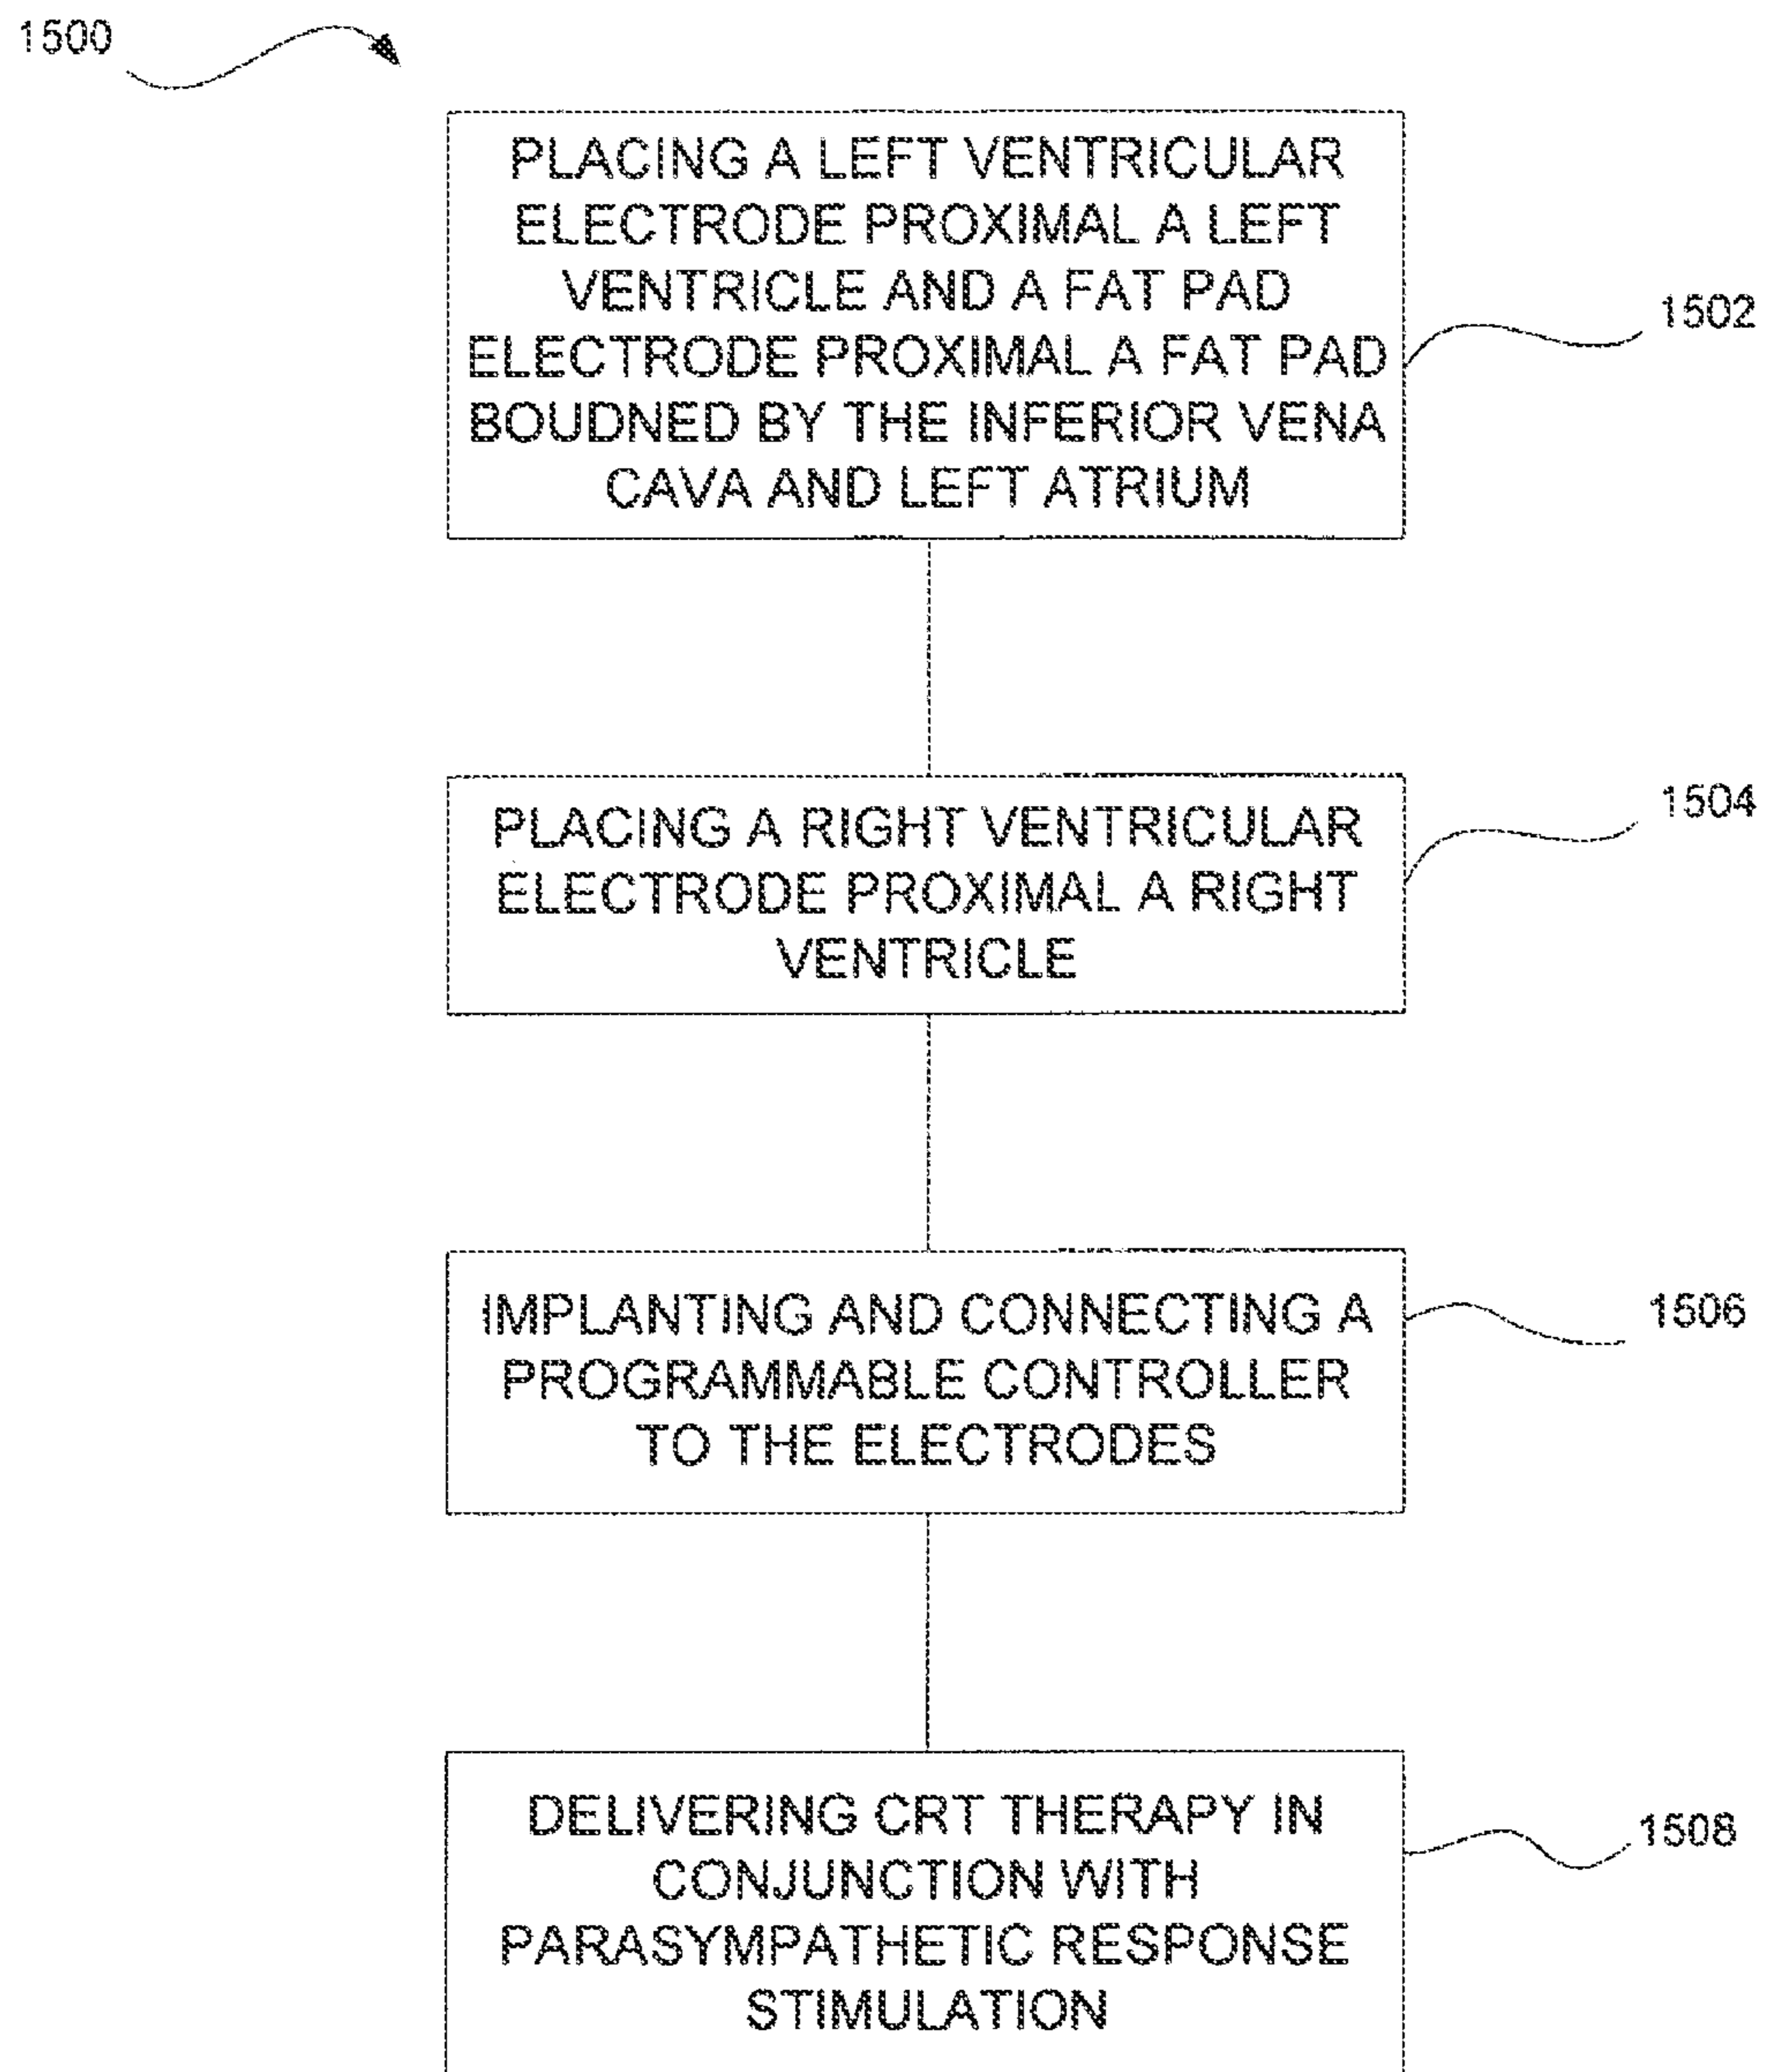 1500
PLACING A LEFT VENTRICULAR
ELECTRODE PROXIMAL A LEFT
VENTRICLE AND A FAT PAD
ELECTRODE PROXIMAL A FAT PAD
BOUDNED BY THE INFERIOR VENA
CAVA AND LEFT ATRIUM
1502
PLACING A RIGHT VENTRICULAR
ELECTRODE PROXIMAL A RIGHT
VENTRICLE
1504
IMPLANTING AND CONNECTING A
PROGRAMMABLE CONTROLLER
TO THE ELECTRODES
1506
DELIVERING CRT THERAPY IN
CONJUNCTION WITH
PARASYMPATHETIC RESPONSE
STIMULATION
1508